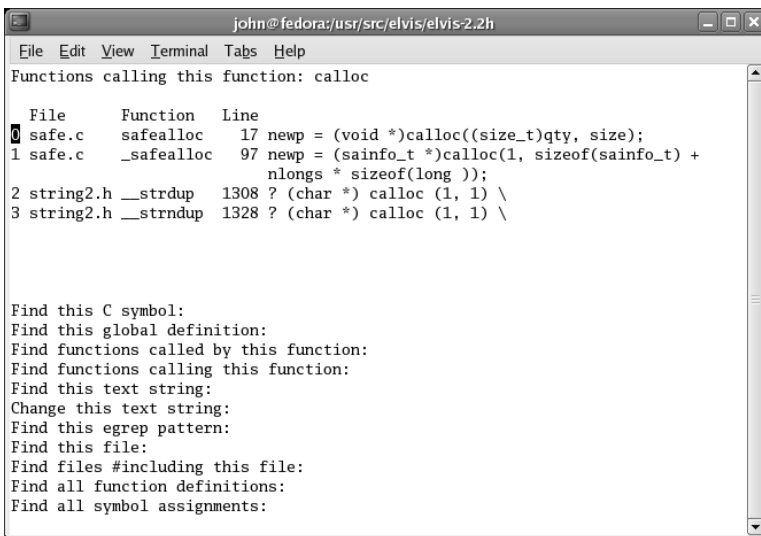 john@fedora:/usr/src/elvis/elvis-2.2h
File Edit View Terminal Tabs Help
Functions calling this function: calloc
File Function Line
0 safe.c safealloc 17 newp = (void *)calloc((size_t)qty, size);
1 safe.c _safealloc 97 newp = (sainfo_t *)calloc(1, sizeof(sainfo_t) +
nlongs * sizeof(long ));
2 string2.h __strdup 1308 ? (char *) calloc (1, 1) \
3 string2.h __strndup 1328 ? (char *) calloc (1, 1) \
Find this C symbol:
Find this global definition:
Find functions called by this function:
Find functions calling this function:
Find this text string:
Change this text string:
Find this egrep pattern:
Find this file:
Find files #including this file:
Find all function definitions:
Find all symbol assignments: